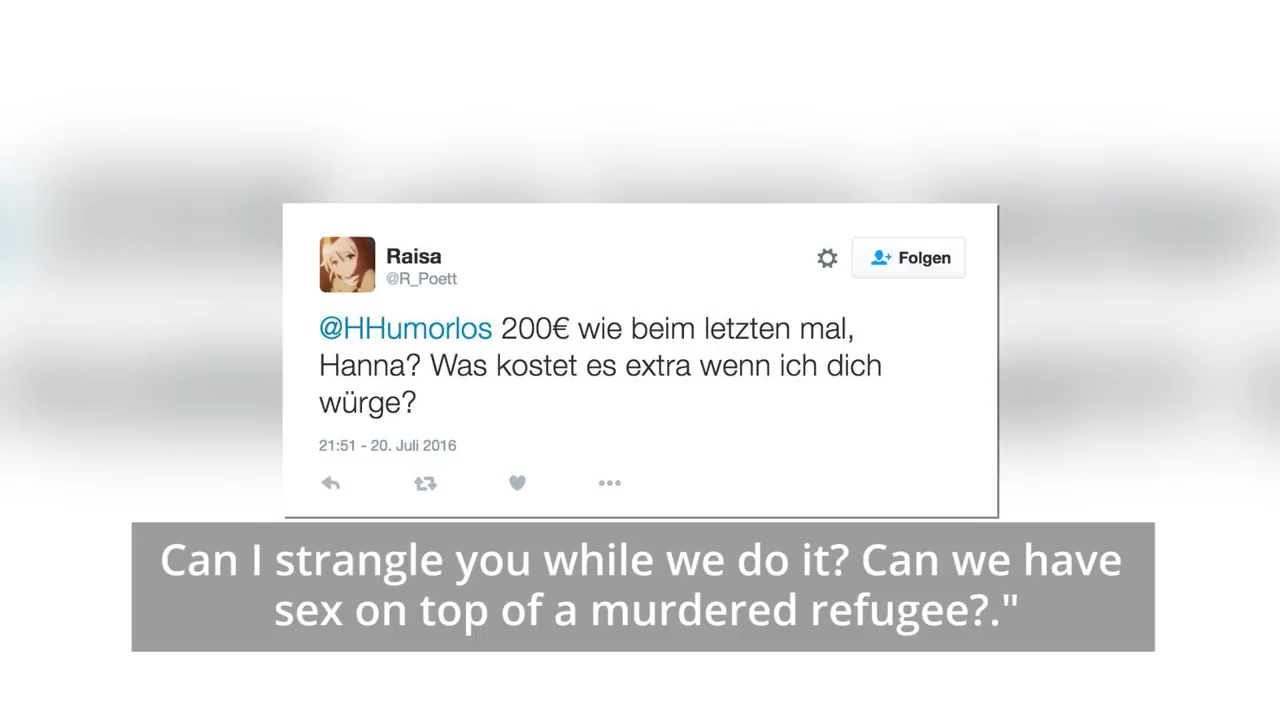 Raisa
@R_Poett
Folgen
@HHumorlos 200€ wie beim letzten mal,
Hanna? Was kostet es extra wenn ich dich
würge?
21:51 - 20. Juli 2016
Can I strangle you while we do it? Can we have
sex on top of a murdered refugee?."